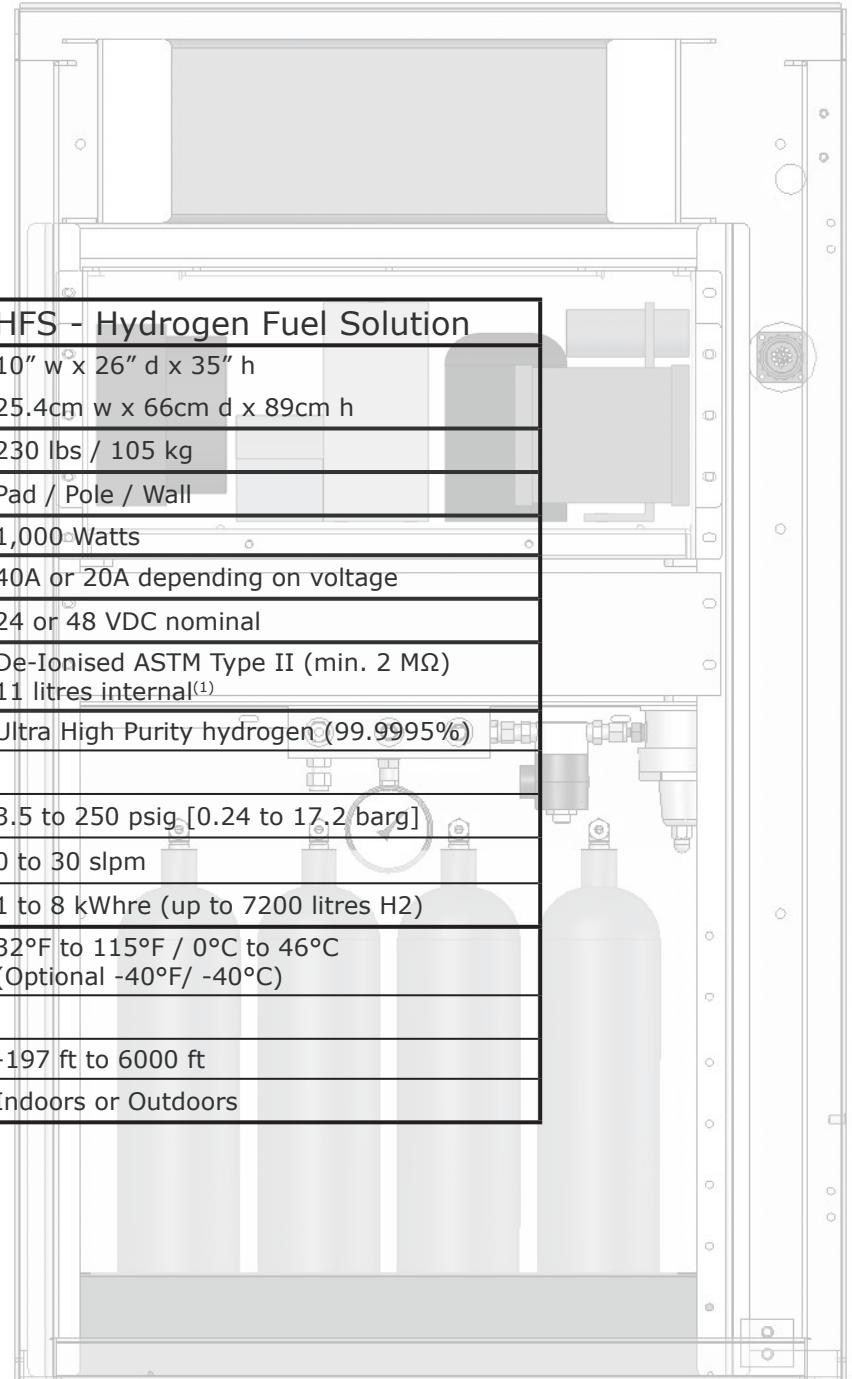 HFS - Hydrogen Fuel Solution
10″ w x 26″ d x 35″ h
25.4cm w x 66cm d x 89cm h
230 lbs / 105 kg
Pad / Pole / Wall
1,000 Watts
40A or 20A depending on voltage
24 or 48 VDC nominal
De-Ionised ASTM Type II (min. 2 MΩ)
11 litres internal(1)
Ultra High Purity hydrogen (99.9995%)
3.5 to 250 psig [0.24 to 17.2 barg]
0 to 30 slpm
1 to 8 kWhre (up to 7200 litres H2)
32°F to 115°F / 0°C to 46°C
(Optional -40°F/ -40°C)
-197 ft to 6000 ft
Indoors or Outdoors